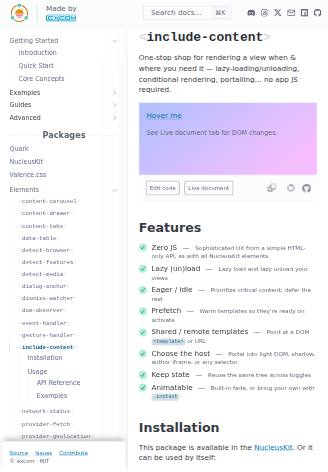 Made by
axcom
Search docs... ⌘K
Getting Started
Introduction
Quick Start
Core Concepts
Examples
Guides
Advanced
Packages
Quark
NucleusKit
Valence.css
Elements
content-carousel
content-drawer
content-tabs
data-table
detect-browser
detect-features
detect-media
dialog-anchor
dismiss-watcher
dom-observer
event-handler
gesture-handler
include-content
Installation
Usage
API Reference
Examples
network-status
provider-fetch
provider-geolocation
Source Issues Contribute
© axcom - MIT
<include-content>
One-stop shop for rendering a view when &
where you need it — lazy-loading/unloading,
conditional rendering, portaling... no app JS
required.
Hover me
See Live document tab for DOM changes.
Edit code Live document
Features
Zero JS — Sophisticated UX from a simple HTML-
only API, as with all NucleusKit elements.
Lazy (un)load — Lazy load and lazy unload your
views
Eager / idle — Prioritize critical content; defer the
rest
Prefetch — Warm templates so they're ready on
activate.
Shared / remote templates — Point at a DOM
<template> or URL
Choose the host — Portal into light DOM, shadow,
author iframe, or any selector
Keep state — Reuse the same tree across toggles
Animatable — Built-in fade, or bring your own with
.instant
Installation
This package is available in the NucleusKit. Or it
can be used by itself: